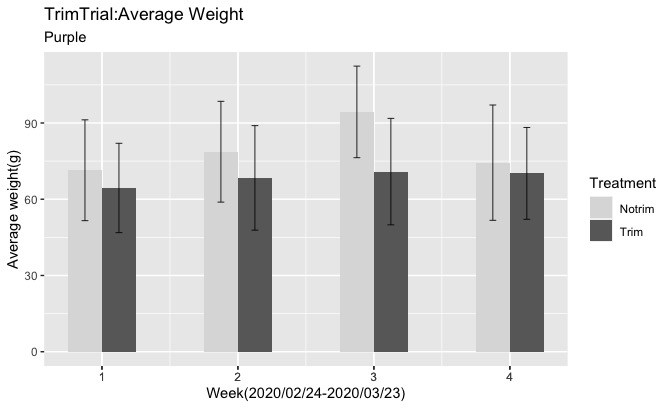 TrimTrial:Average Weight
Purple
Average weight(g)
90
60
30
0
1 2 3 4
Week(2020/02/24-2020/03/23)
Treatment
Notrim
Trim